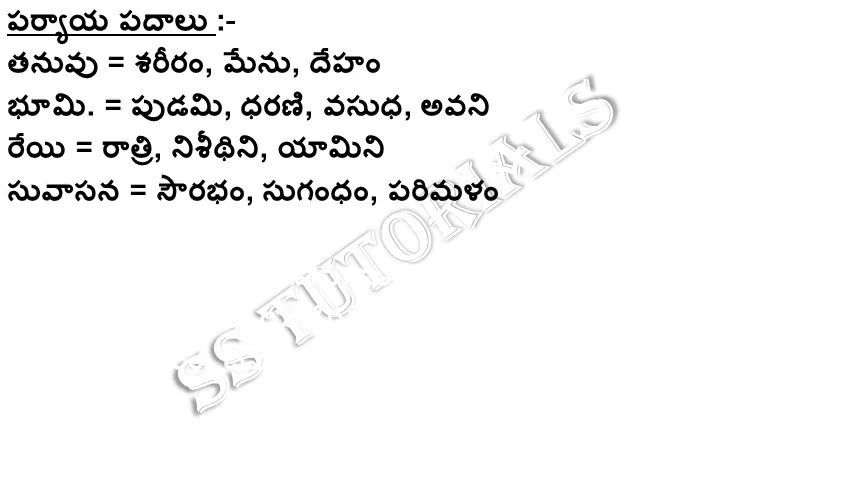 పర్యాయ పదాలు :-
తనువు = శరీరం, మేను, దేహం
భూమి. = పుడమి, ధరణి, వసుధ, అవని
రేయి = రాత్రి, నిశీథిని, యామిని
సువాసన = సౌరభం, సుగంధం, పరిమళం
SS TUTORIALS